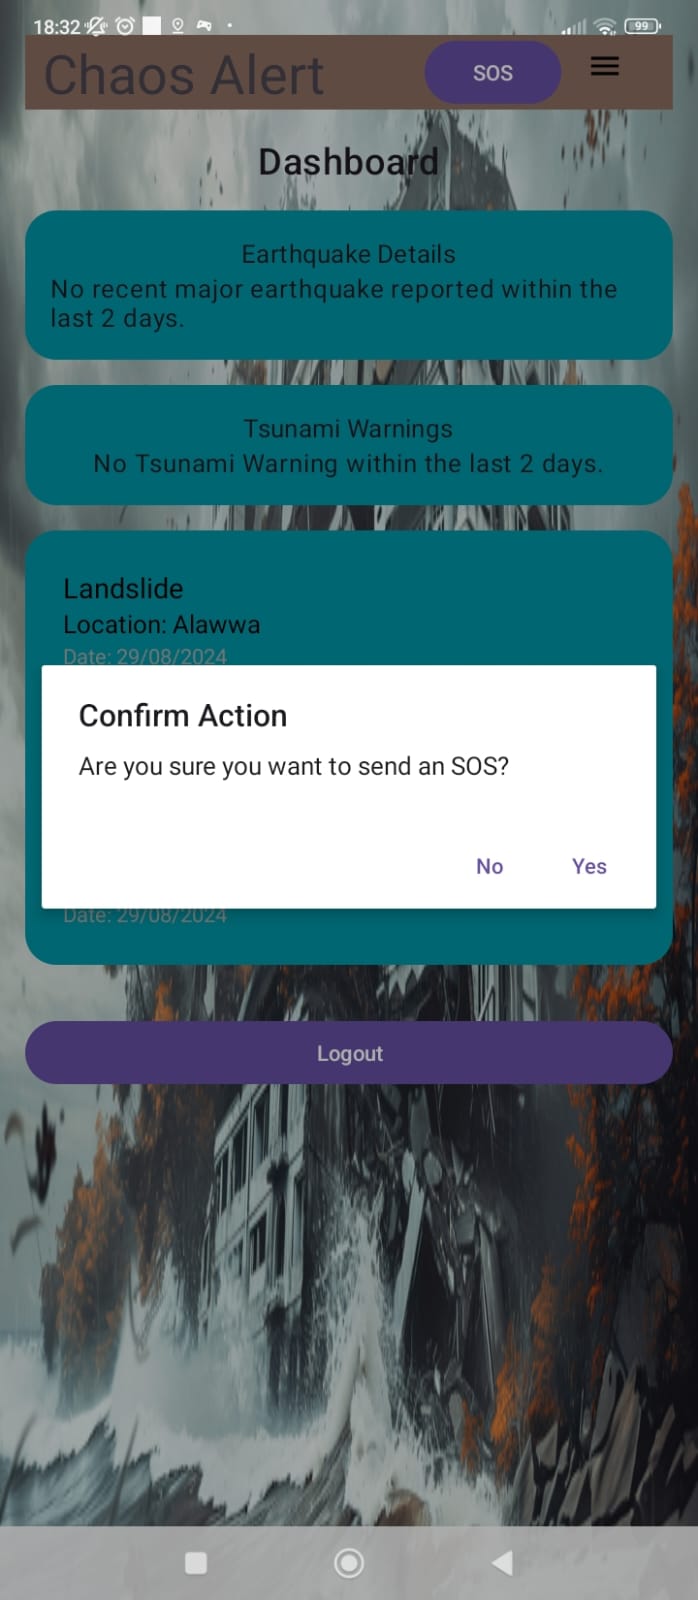 18:32
99
Chaos Alert
SOS
Dashboard
Earthquake Details
No recent major earthquake reported within the
last 2 days.
Tsunami Warnings
No Tsunami Warning within the last 2 days.
Landslide
Location: Alawwa
Date: 29/08/2024
Confirm Action
Are you sure you want to send an SOS?
No
Yes
Date: 29/08/2024
Logout